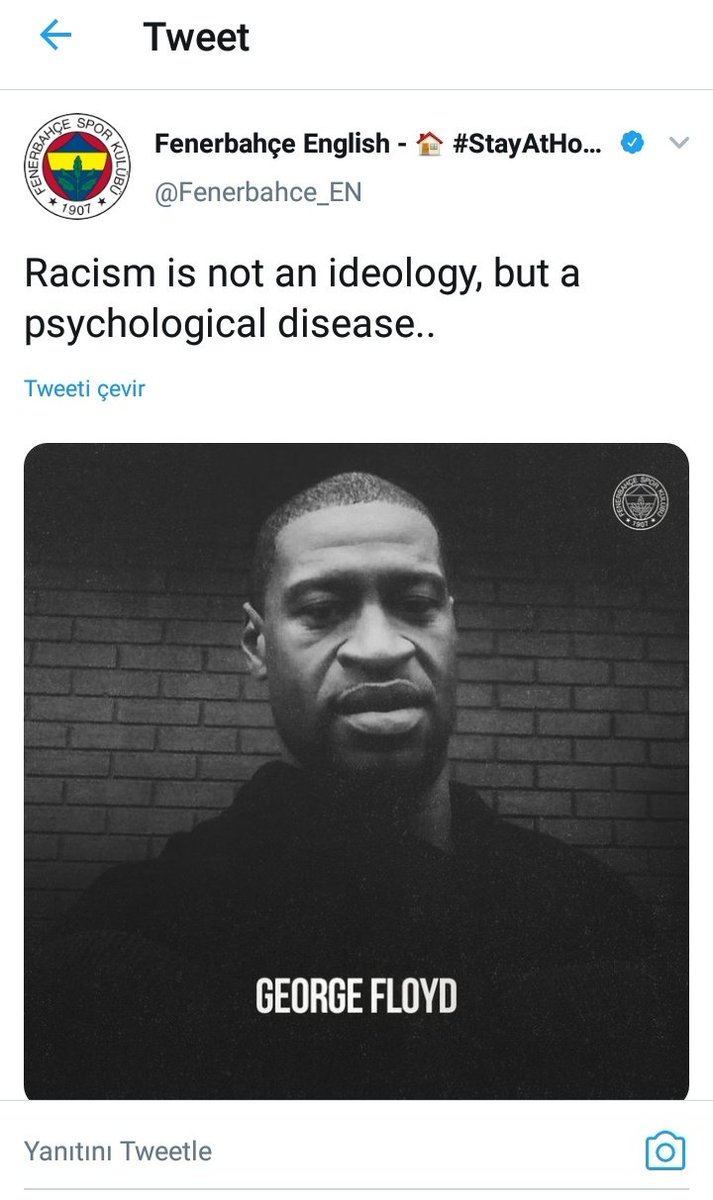 Tweet
FENERBAHÇE SPOR KULÜBÜ
★ 1907 ★
Fenerbahçe English - 🏠 #StayAtHo...
@Fenerbahce_EN
Racism is not an ideology, but a
psychological disease..
Tweeti çevir
FENERBAHÇE SPOR KULÜBÜ
★ 1907 ★
GEORGE FLOYD
Yanıtını Tweetle